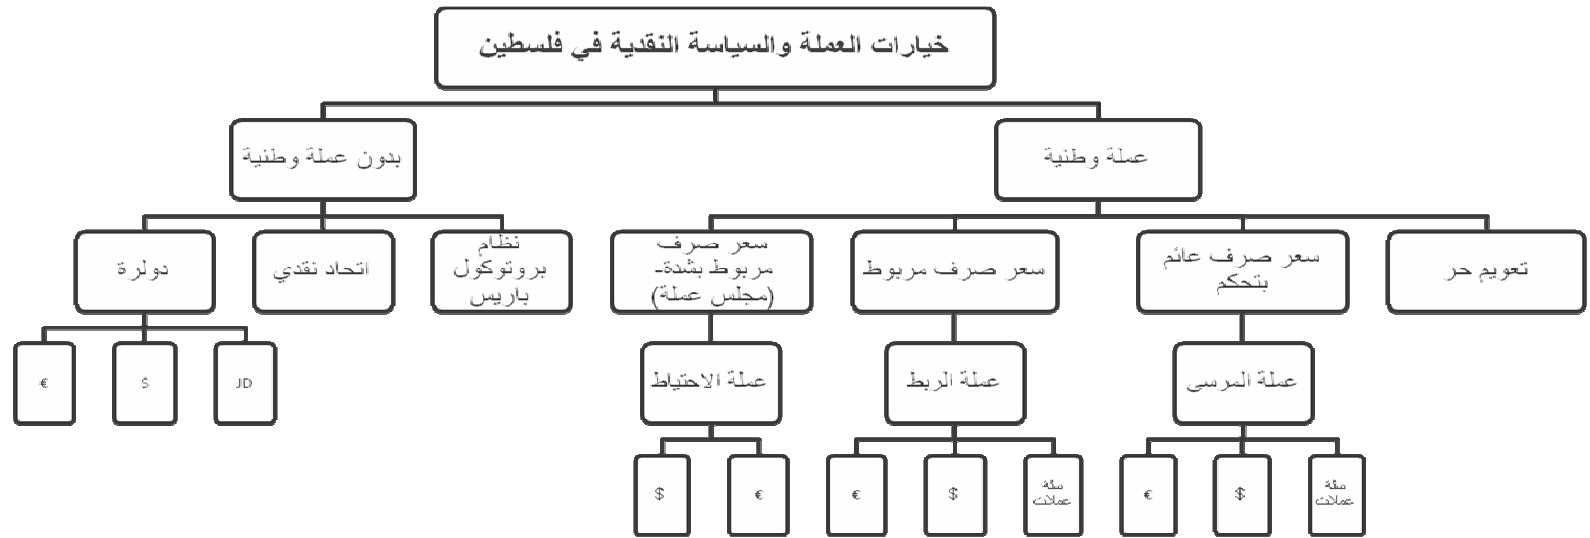 خيارات العملة والسياسة النقدية في فلسطين
عملة وطنية
بدون عملة وطنية
تعويم حر
سعر صرف عائم
بتحكم
سعر صرف مربوط
سعر صرف
مربوط بشدة-
(مجلس عملة)
نظام
بروتوكول
باريس
اتحاد نقدي
دولرة
عملة المرسى
عملة الربط
عملة الاحتياط
JD
$
€
سلة
عملات
$
€
سلة
عملات
$
€
€
$